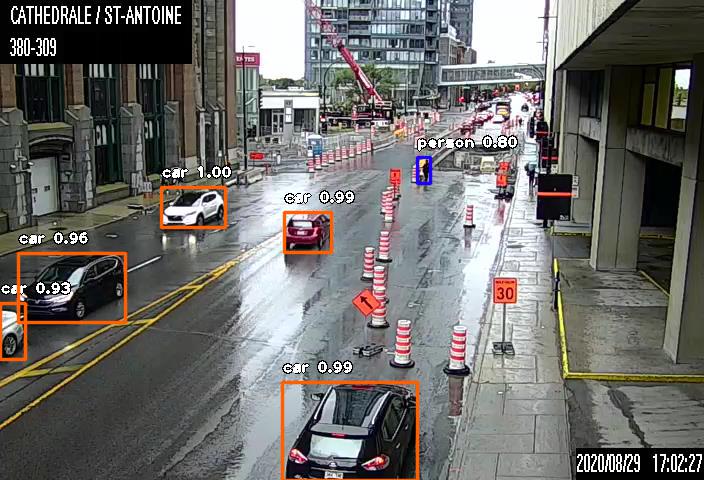 CATHEDRALE / ST-ANTOINE
380-309
person 0.80
car 1.00
car 0.99
car 0.96
car 0.93
MAXIMUM
30
car 0.99
2020/08/29 17:02:27